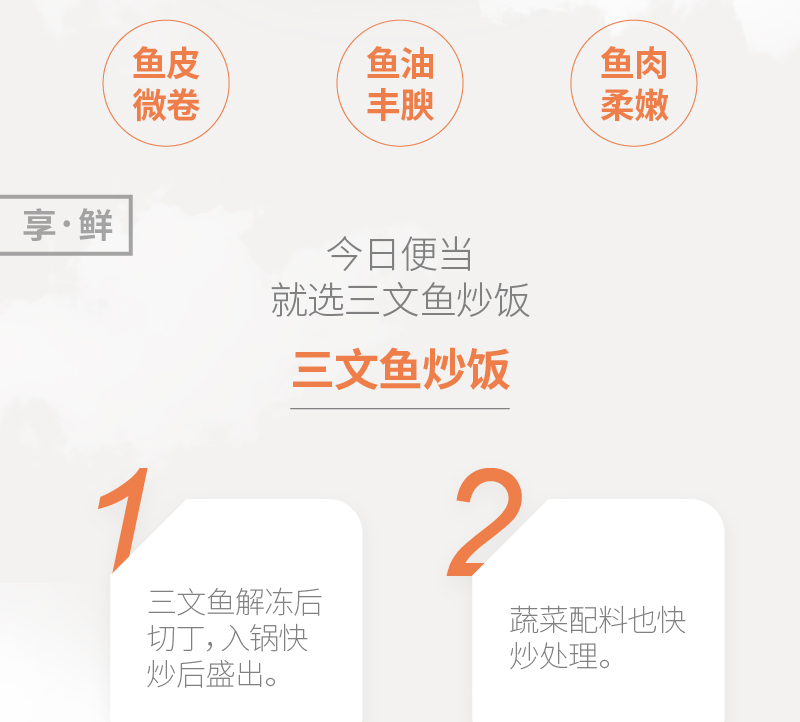 鱼皮
微卷
鱼油
丰腴
鱼肉
柔嫩
享·鲜
今日便当
就选三文鱼炒饭
三文鱼炒饭
1
三文鱼解冻后
切丁，入锅快
炒后盛出。
2
蔬菜配料也快
炒处理。